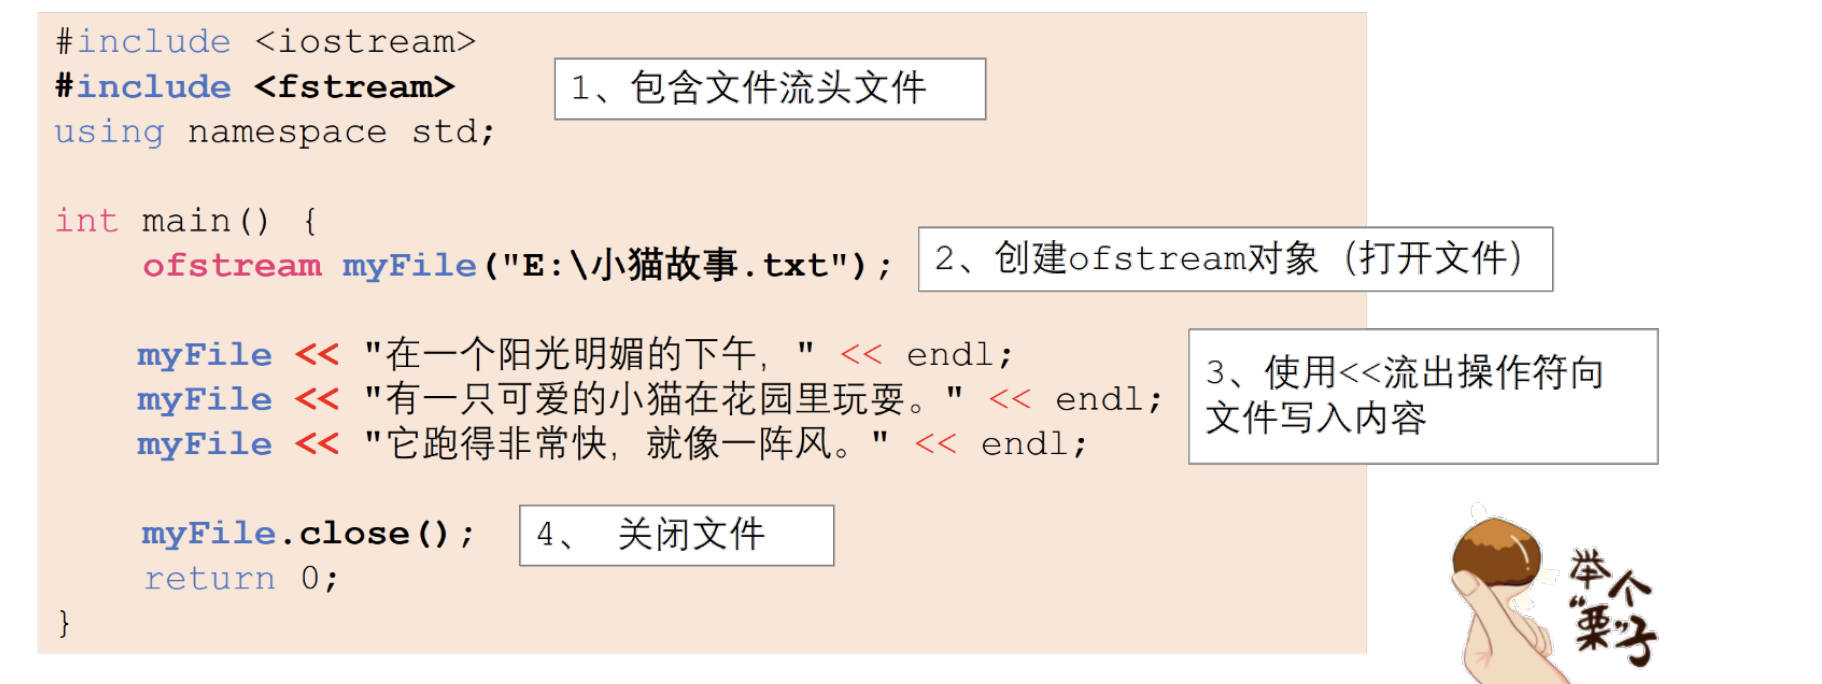 #include <iostream>
#include <fstream>
1、包含文件流头文件
using namespace std;
int main() {
ofstream myFile("E:\小猫故事.txt");
2、创建ofstream对象（打开文件）
myFile << "在一个阳光明媚的下午，" << endl;
myFile << "有一只可爱的小猫在花园里玩耍。" << endl;
myFile << "它跑得非常快，就像一阵风。" << endl;
3、使用<<流出操作符向
文件写入内容
myFile.close();
4、 关闭文件
return 0;
}
举个
"栗"子